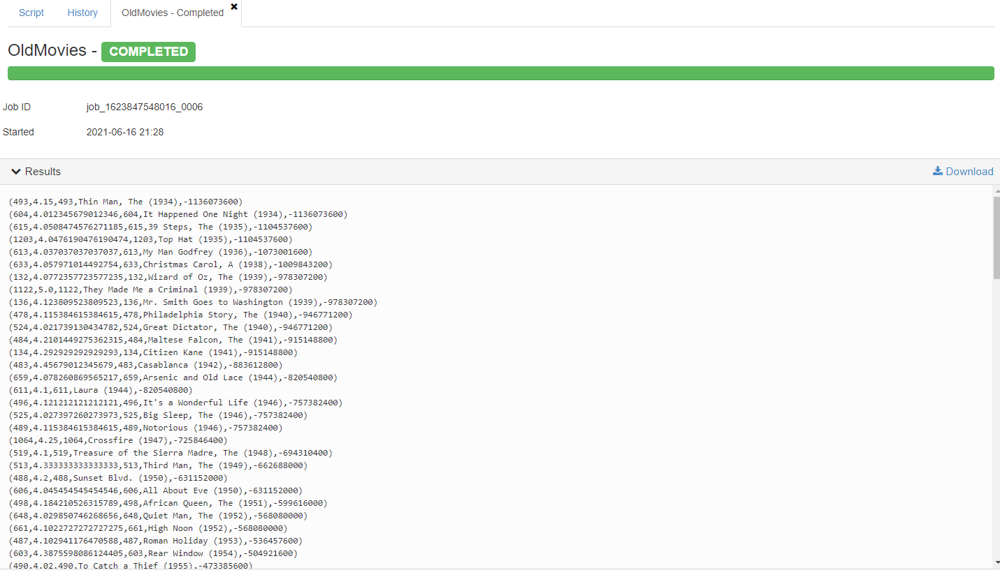 Script History OldMovies - Completed ✖
OldMovies - COMPLETED
Job ID job_1623847548016_0006
Started 2021-06-16 21:28
Results Download
(493,4.15,493,Thin Man, The (1934),-1136073600)
(604,4.012345679012346,604,It Happened One Night (1934),-1136073600)
(615,4.0508474576271185,615,39 Steps, The (1935),-1104537600)
(1203,4.0476190476190474,1203,Top Hat (1935),-1104537600)
(613,4.037037037037037,613,My Man Godfrey (1936),-1073001600)
(633,4.057971014492754,633,Christmas Carol, A (1938),-1009843200)
(132,4.0772357723577235,132,Wizard of Oz, The (1939),-978307200)
(1122,5.0,1122,They Made Me a Criminal (1939),-978307200)
(136,4.123809523809523,136,Mr. Smith Goes to Washington (1939),-978307200)
(478,4.115384615384615,478,Philadelphia Story, The (1940),-946771200)
(524,4.021739130434782,524,Great Dictator, The (1940),-946771200)
(484,4.2101449275362315,484,Maltese Falcon, The (1941),-915148800)
(134,4.292929292929293,134,Citizen Kane (1941),-915148800)
(483,4.45679012345679,483,Casablanca (1942),-883612800)
(659,4.078260869565217,659,Arsenic and Old Lace (1944),-820540800)
(611,4.1,611,Laura (1944),-820540800)
(496,4.121212121212121,496,It's a Wonderful Life (1946),-757382400)
(525,4.027397260273973,525,Big Sleep, The (1946),-757382400)
(489,4.115384615384615,489,Notorious (1946),-757382400)
(1064,4.25,1064,Crossfire (1947),-725846400)
(519,4.1,519,Treasure of the Sierra Madre, The (1948),-694310400)
(513,4.333333333333333,513,Third Man, The (1949),-662688000)
(488,4.2,488,Sunset Blvd. (1950),-631152000)
(606,4.045454545454546,606,All About Eve (1950),-631152000)
(498,4.184210526315789,498,African Queen, The (1951),-599616000)
(648,4.029850746268656,648,Quiet Man, The (1952),-568080000)
(661,4.1022727272727275,661,High Noon (1952),-568080000)
(487,4.102941176470588,487,Roman Holiday (1953),-536457600)
(603,4.3875598086124405,603,Rear Window (1954),-504921600)
(490,4.02,490,To Catch a Thief (1955),-473385600)